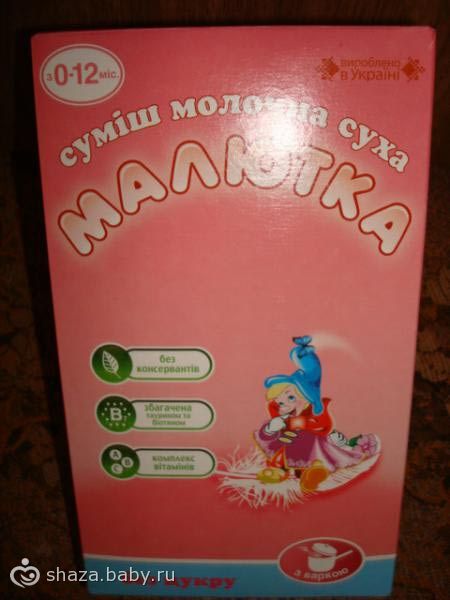 з 0-12 міс.
вироблено
в Україні
суміш молочна суха
МАЛЮТКА
без
консервантів
B
збагачена
таурином та
біотином
A B C
комплекс
вітамінів
цукру
з варкою
shaza.baby.ru